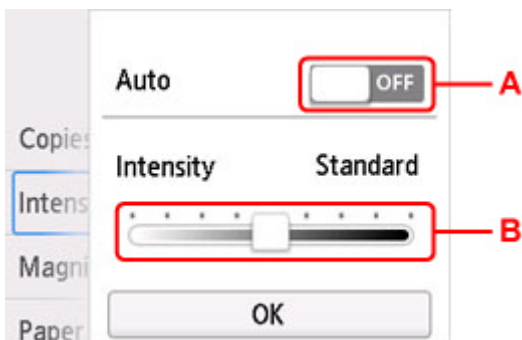 Auto OFF A
Copies
Intensity Standard
Intens
B
Magni
OK
Paper